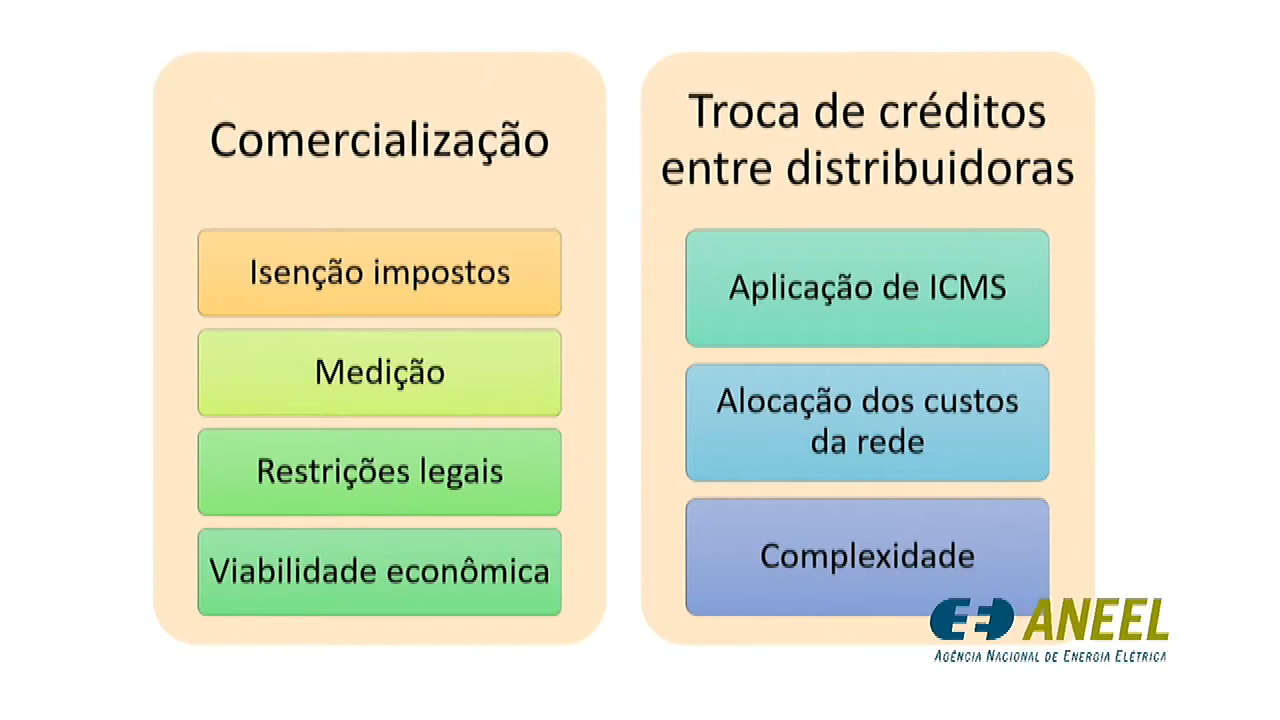 Comercialização
Isenção impostos
Medição
Restrições legais
Viabilidade econômica
Troca de créditos
entre distribuidoras
Aplicação de ICMS
Alocação dos custos
da rede
Complexidade
ANEEL
AGÊNCIA NACIONAL DE ENERGIA ELÉTRICA